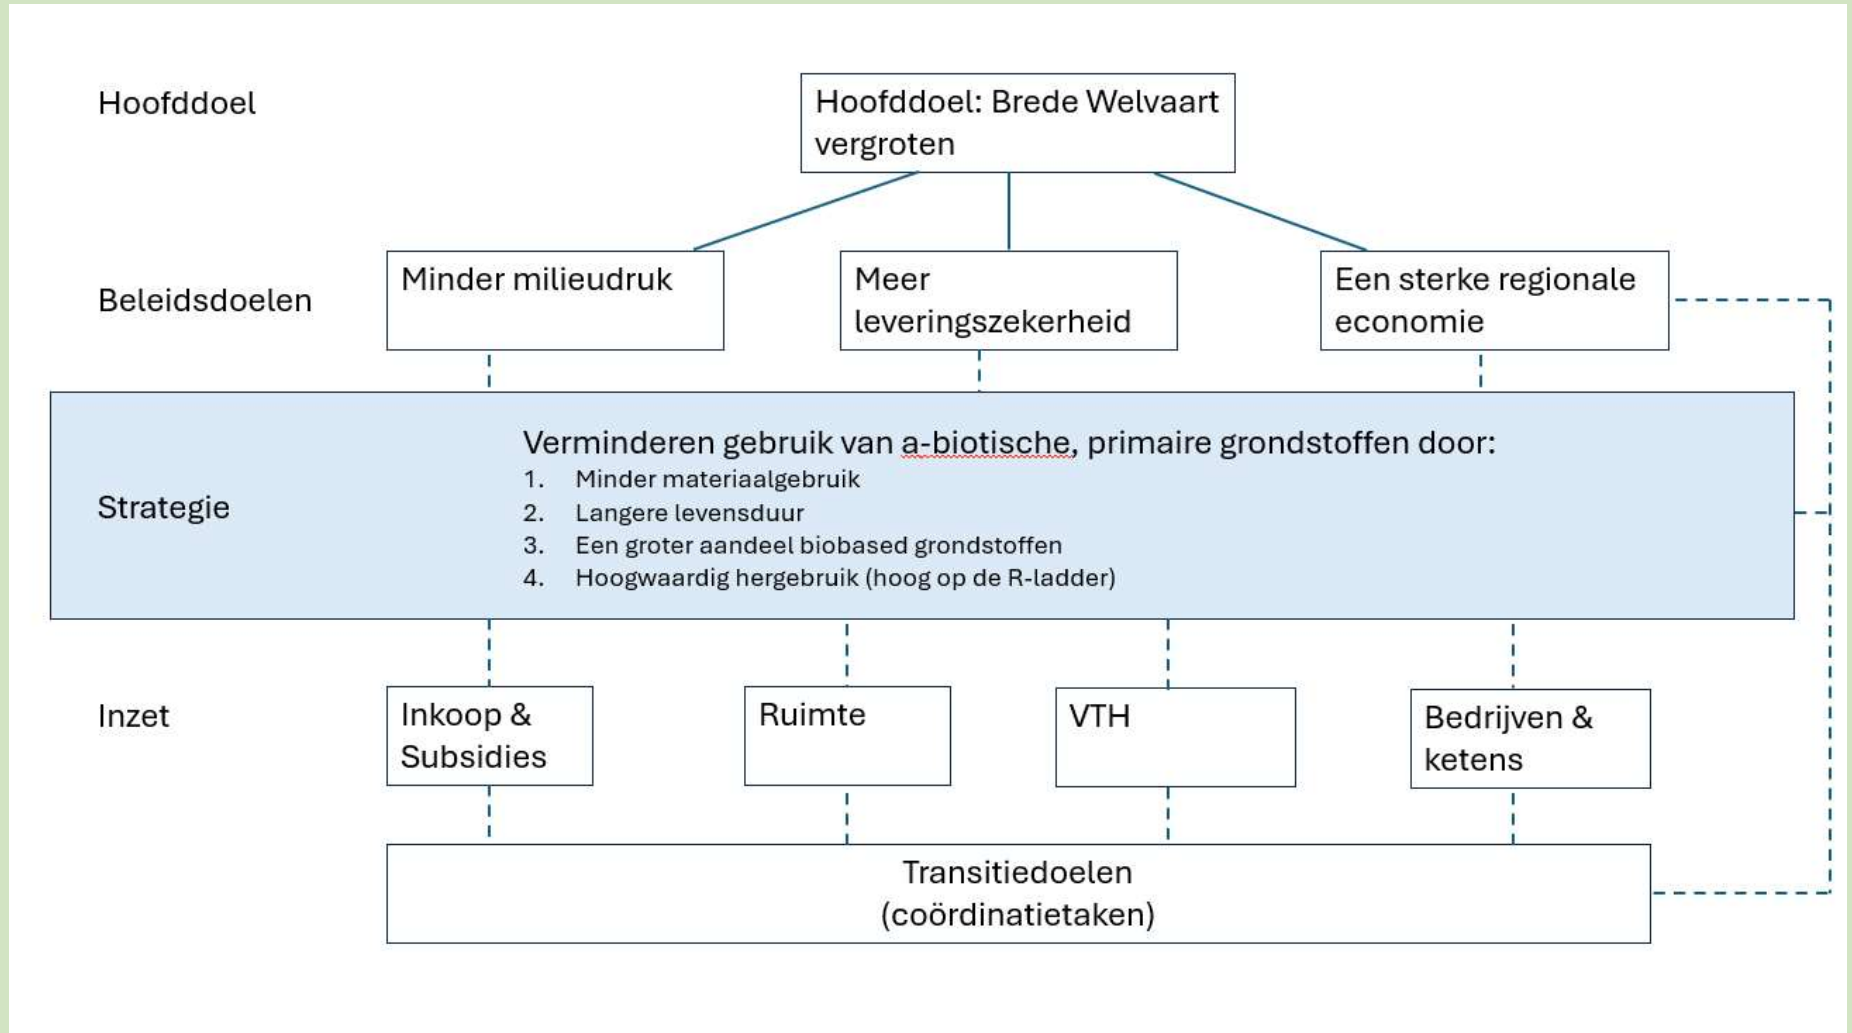 Hoofddoel
Hoofddoel: Brede Welvaart
vergroten
Beleidsdoelen
Minder milieudruk
Meer
leveringszekerheid
Een sterke regionale
economie
Strategie
Verminderen gebruik van a-biotische, primaire grondstoffen door:
1. Minder materiaalgebruik
2. Langere levensduur
3. Een groter aandeel biobased grondstoffen
4. Hoogwaardig hergebruik (hoog op de R-ladder)
Inzet
Inkoop &
Subsidies
Ruimte
VTH
Bedrijven &
ketens
Transitiedoelen
(coördinatietaken)